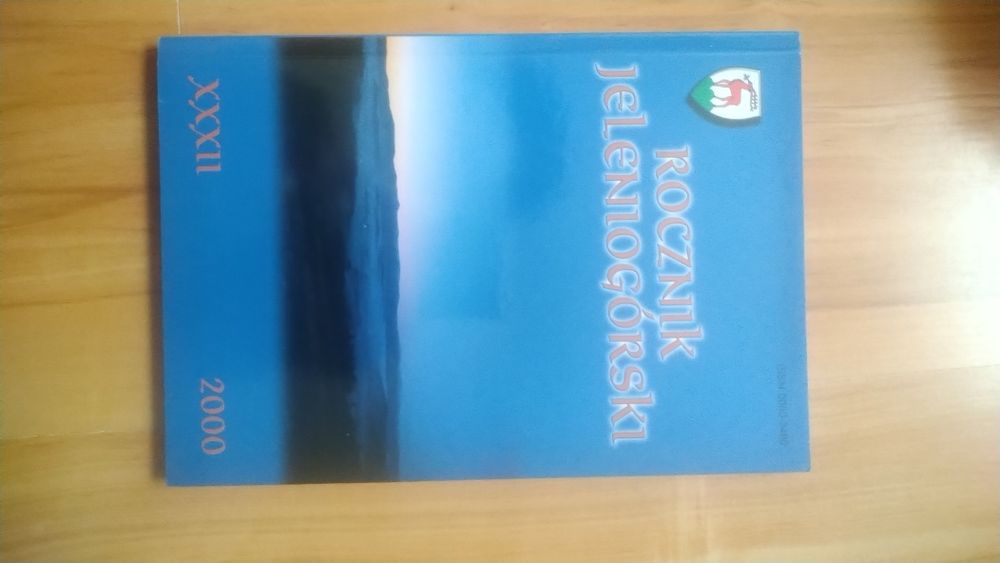 ROCZNIK
JELENIOGÓRSKI
XXXII
2000